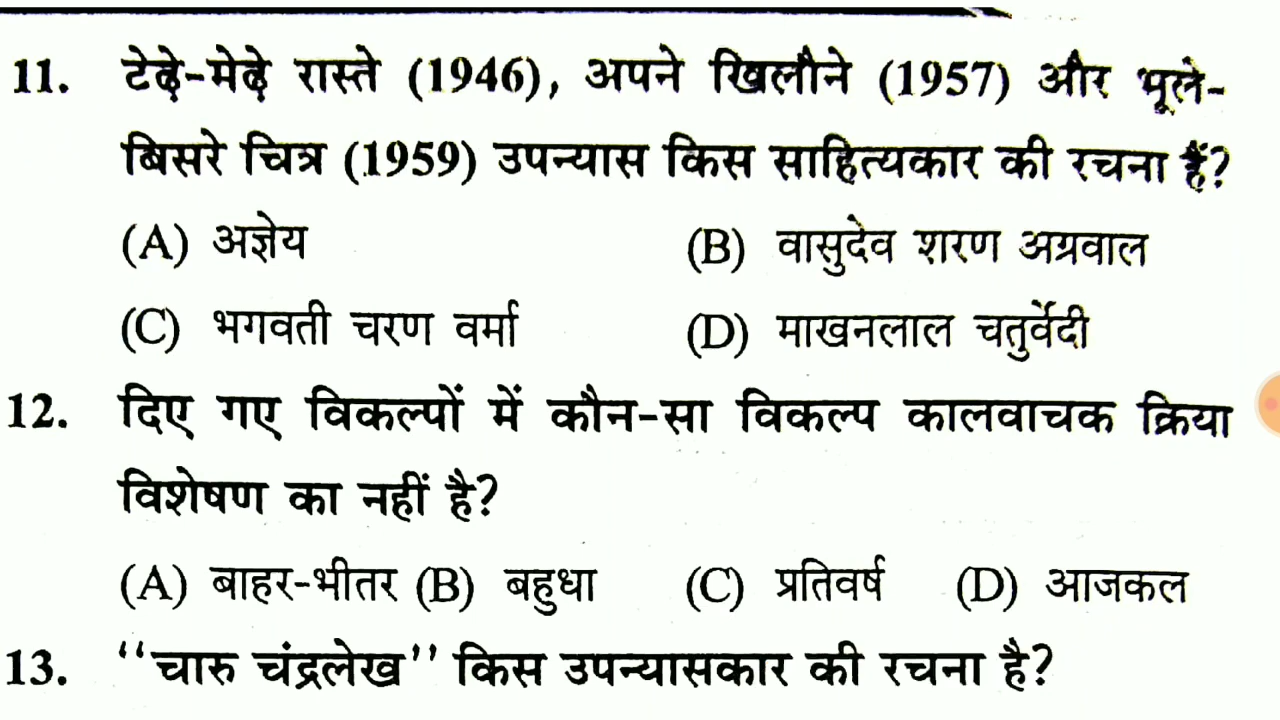 11. टेढ़े-मेढ़े रास्ते (1946), अपने खिलौने (1957) और भूले-
बिसरे चित्र (1959) उपन्यास किस साहित्यकार की रचना हैं?
(A) अज्ञेय (B) वासुदेव शरण अग्रवाल
(C) भगवती चरण वर्मा (D) माखनलाल चतुर्वेदी
12. दिए गए विकल्पों में कौन-सा विकल्प कालवाचक क्रिया
विशेषण का नहीं है?
(A) बाहर-भीतर (B) बहुधा (C) प्रतिवर्ष (D) आजकल
13. ‘‘चारु चंद्रलेख’’ किस उपन्यासकार की रचना है?